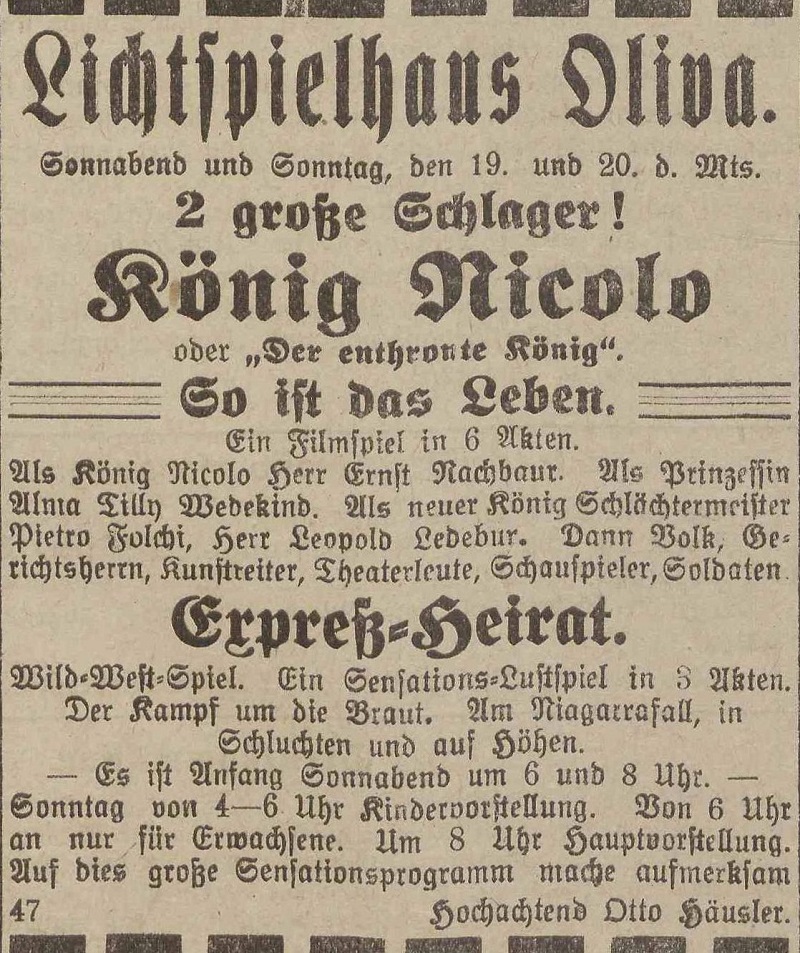 Lichtspielhaus Oliva.
Sonnabend und Sonntag, den 19. und 20. d. Mts.
2 große Schlager!
König Nicolo
oder „Der enthronte König“.
So ist das Leben.
Ein Filmspiel in 6 Akten.
Als König Nicolo Herr Ernst Nachbaur. Als Prinzessin
Alma Tilly Wedekind. Als neuer König Schlächtermeister
Pietro Folchi, Herr Leopold Ledebur. Dann Volk, Ge-
richtsherrn, Kunstreiter, Theaterleute, Schauspieler, Soldaten.
Expreß-Heirat.
Wild-West-Spiel. Ein Sensations-Lustspiel in 3 Akten.
Der Kampf um die Braut. Am Niagarrafall, in
Schluchten und auf Höhen.
— Es ist Anfang Sonnabend um 6 und 8 Uhr. —
Sonntag von 4—6 Uhr Kindervorstellung. Von 6 Uhr
an nur für Erwachsene. Um 8 Uhr Hauptvorstellung.
Auf dies große Sensationsprogramm mache aufmerksam
47 Hochachtend Otto Häusler.